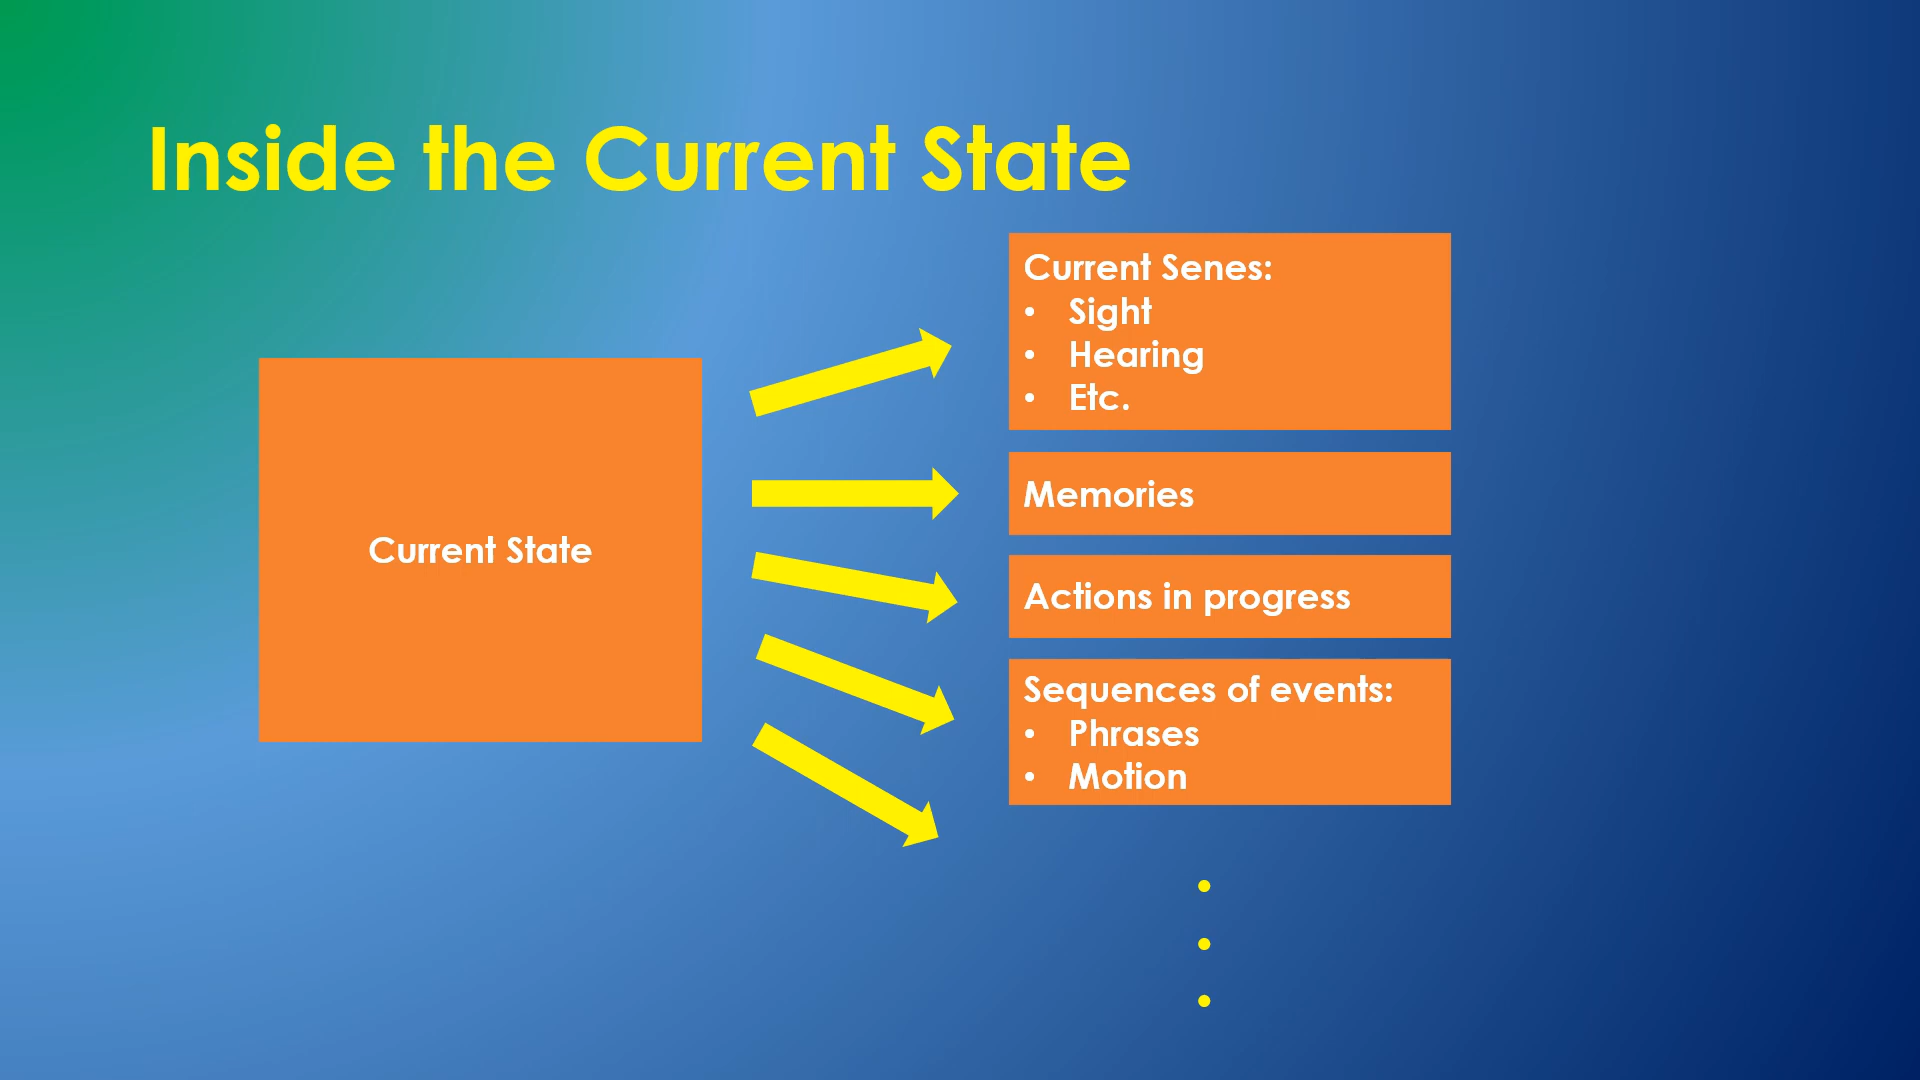 Inside the Current State
Current State
Current Senes:
• Sight
• Hearing
• Etc.
Memories
Actions in progress
Sequences of events:
• Phrases
• Motion